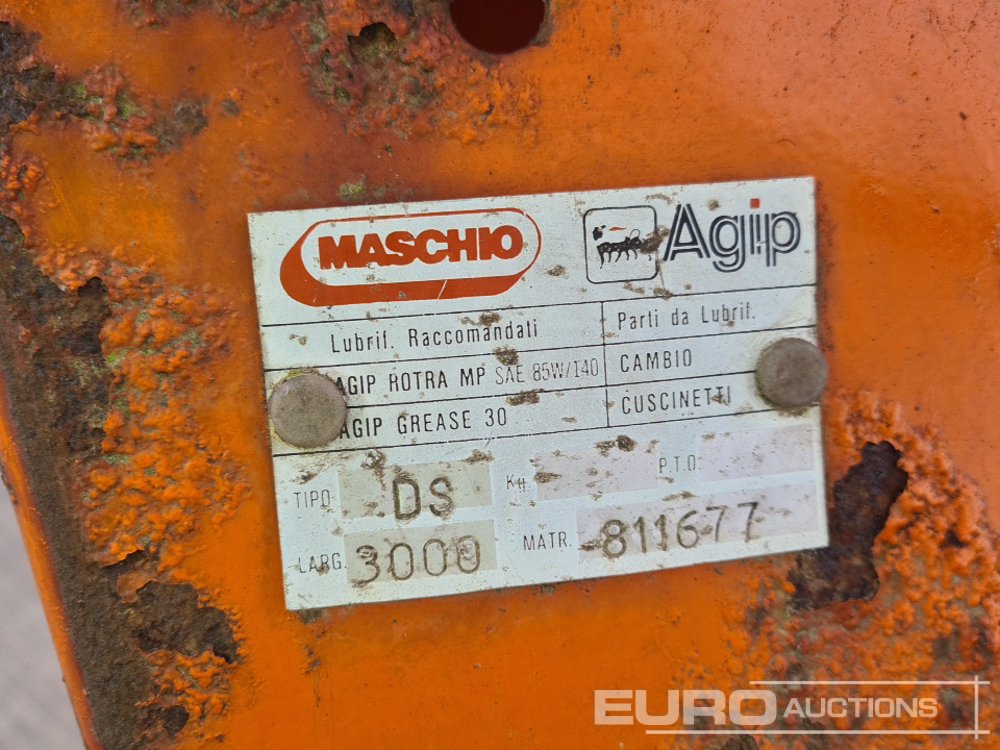 MASCHIO Agip
Lubrif. Raccomandati Parti da Lubrif.
AGIP ROTRA MP SAE 85W/140 CAMBIO
AGIP GREASE 30 CUSCINETTI
TIPO DS Kg. P.T.O.
LARG. 3000 MATR. 811677
EURO AUCTIONS